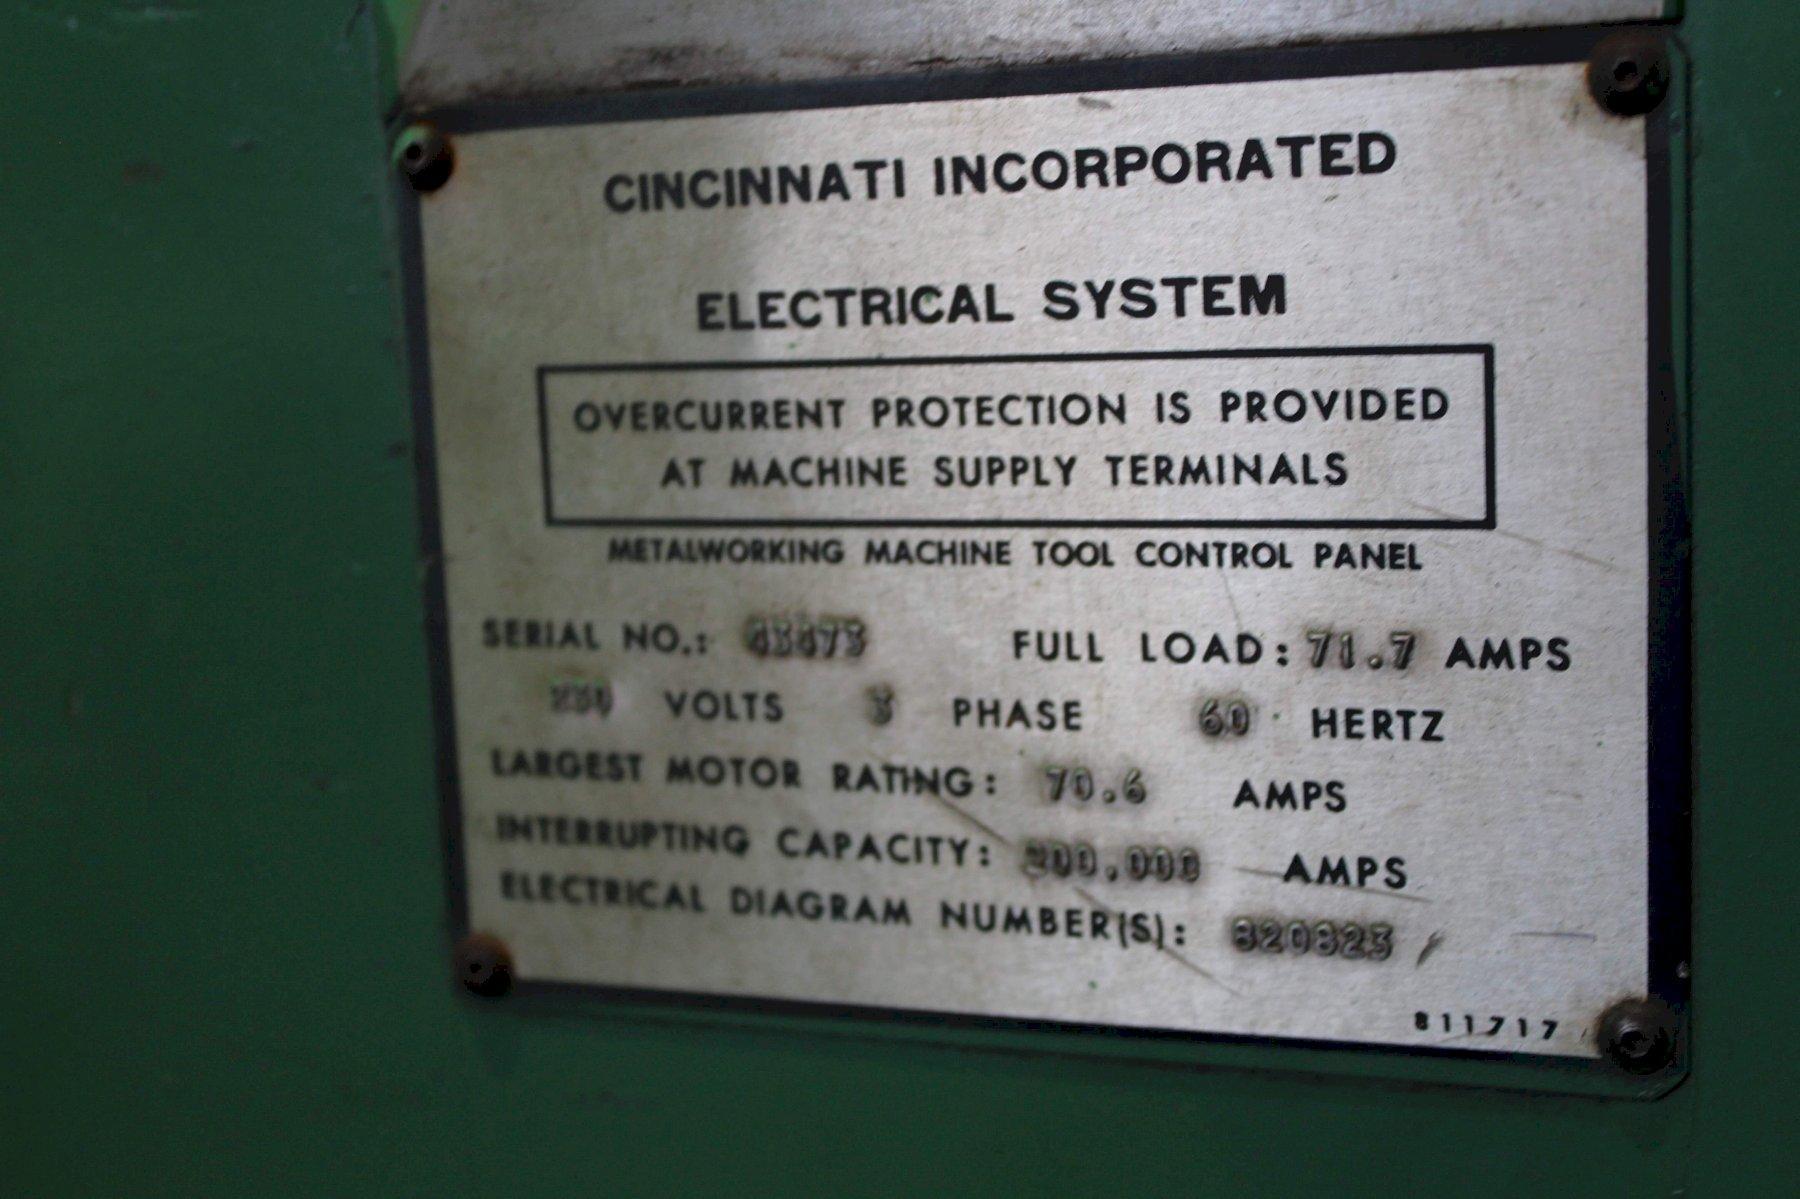 CINCINNATI INCORPORATED
ELECTRICAL SYSTEM
OVERCURRENT PROTECTION IS PROVIDED
AT MACHINE SUPPLY TERMINALS
METALWORKING MACHINE TOOL CONTROL PANEL
SERIAL NO.: FULL LOAD: 71.7 AMPS
VOLTS 3 PHASE 60 HERTZ
LARGEST MOTOR RATING: 70.6 AMPS
INTERRUPTING CAPACITY: AMPS
ELECTRICAL DIAGRAM NUMBER(S): 820823
811717